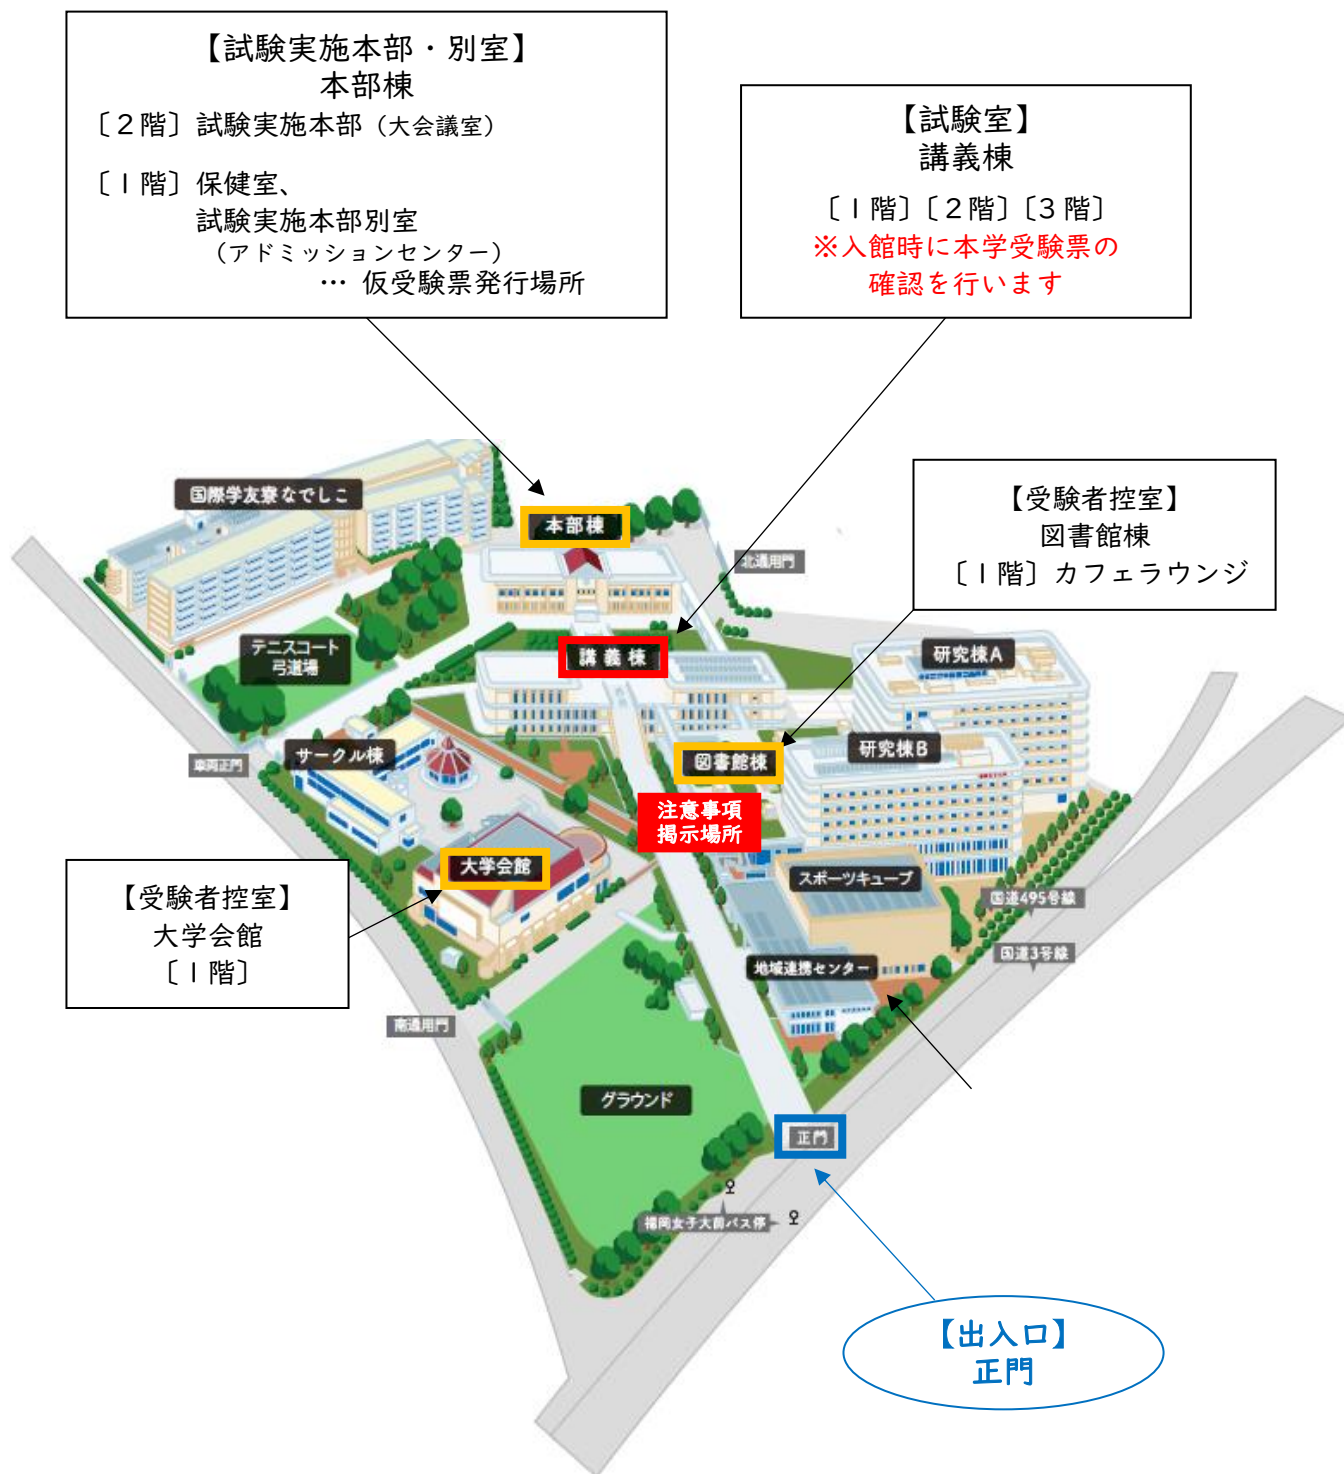 【試験実施本部・別室】
本部棟
〔2階〕試験実施本部（大会議室）
〔1階〕保健室、
試験実施本部別室
（アドミッションセンター）
… 仮受験票発行場所
【試験室】
講義棟
〔1階〕〔2階〕〔3階〕
※入館時に本学受験票の
確認を行います
【受験者控室】
図書館棟
〔1階〕カフェラウンジ
国際学友寮なでしこ
本部棟
北通用門
テニスコート
弓道場
講義棟
研究棟A
サークル棟
車両正門
図書館棟
研究棟B
注意事項
掲示場所
大学会館
スポーツキューブ
国道495号線
国道3号線
【受験者控室】
大学会館
〔1階〕
地域連携センター
南通用門
グラウンド
正門
福岡女子大前バス停
【出入口】
正門